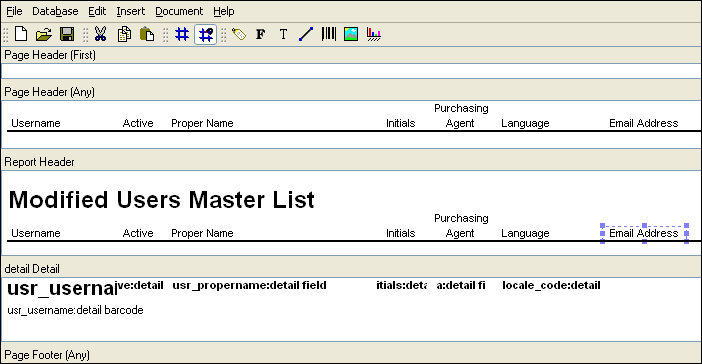 File DataBase Edit Insert Document Help
F T
Page Header (First)
Page Header (Any)
Purchasing
Username Active Proper Name Initials Agent Language Email Address
Report Header
Modified Users Master List
Purchasing
Username Active Proper Name Initials Agent Language Email Address
detail Detail
usr_usernai ve:detail usr_propername:detail field itials:deta a:detail fi locale_code:detail
usr_username:detail barcode
Page Footer (Any)